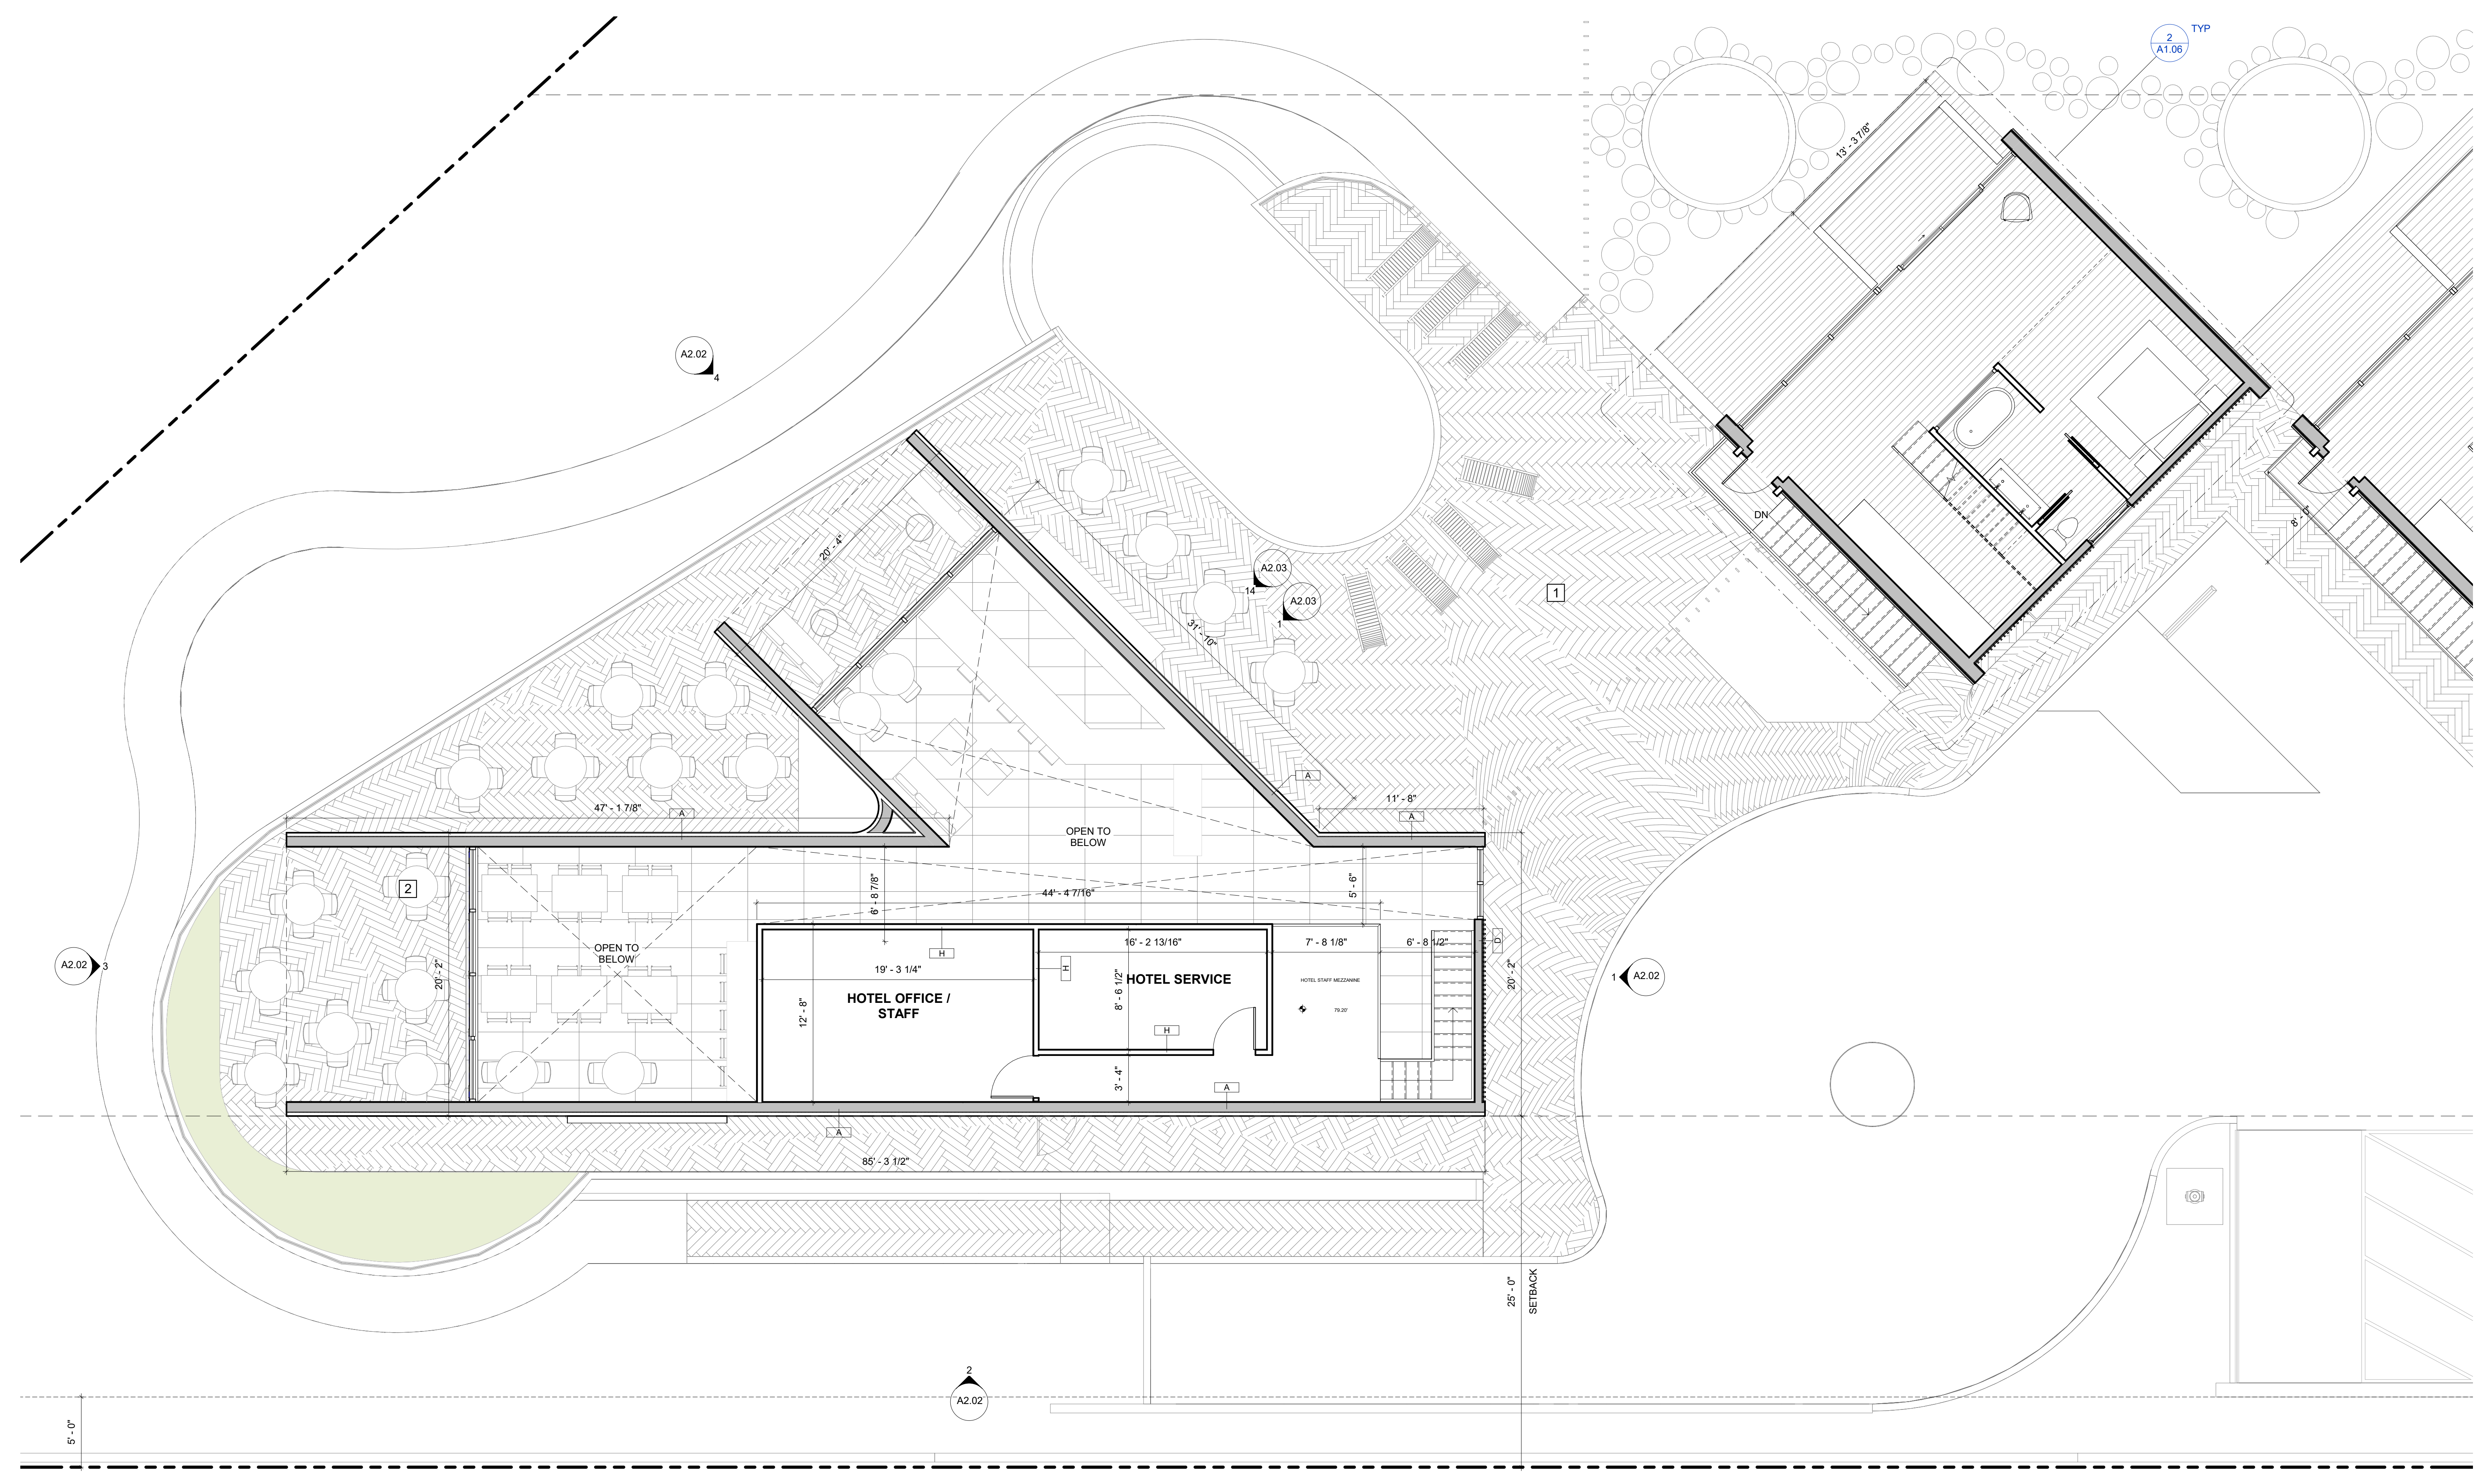 2
A1.06
TYP
13' - 3 7/8"
A2.02
4
DN
8' - 0"
20' - 4"
A2.03
14
A2.03
1
1
31' - 10"
A
11' - 8"
A
47' - 1 7/8"
A
OPEN TO
BELOW
2
6' - 8 7/8"
44' - 4 7/16"
5' - 6"
OPEN TO
BELOW
H
16' - 2 13/16"
7' - 8 1/8"
6' - 8 1/2"
D
A2.02
3
20' - 2"
19' - 3 1/4"
H
8' - 6 1/2"
HOTEL SERVICE
HOTEL STAFF MEZZANINE
20' - 2"
1
A2.02
HOTEL OFFICE /
STAFF
12' - 8"
79.20'
H
3' - 4"
A
A
85' - 3 1/2"
25' - 0"
SETBACK
2
A2.02
5' - 0"